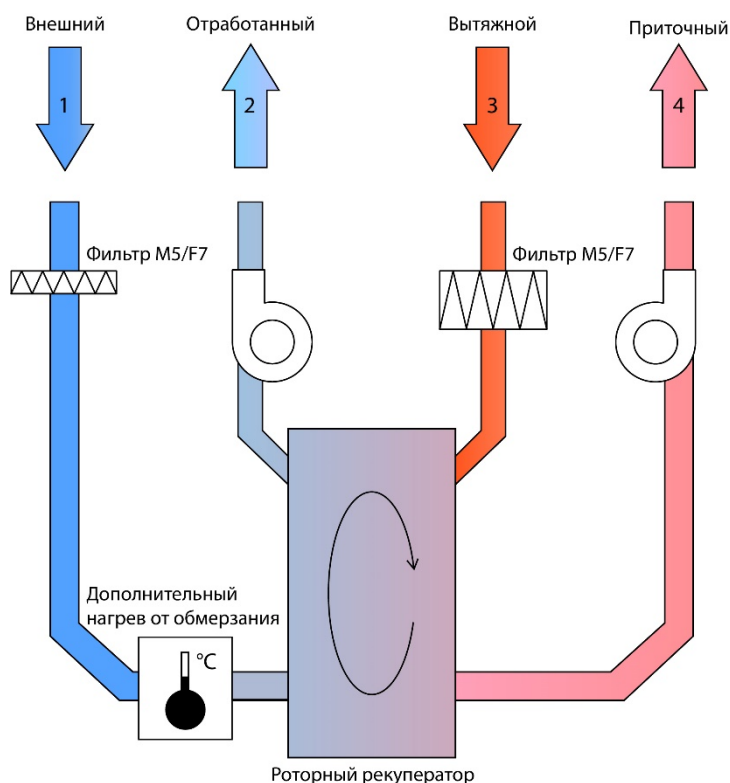 Внешний
Отработанный
Вытяжной
Приточный
1
2
3
4
Фильтр M5/F7
Фильтр M5/F7
Дополнительный
нагрев от обмерзания
°C
Роторный рекуператор